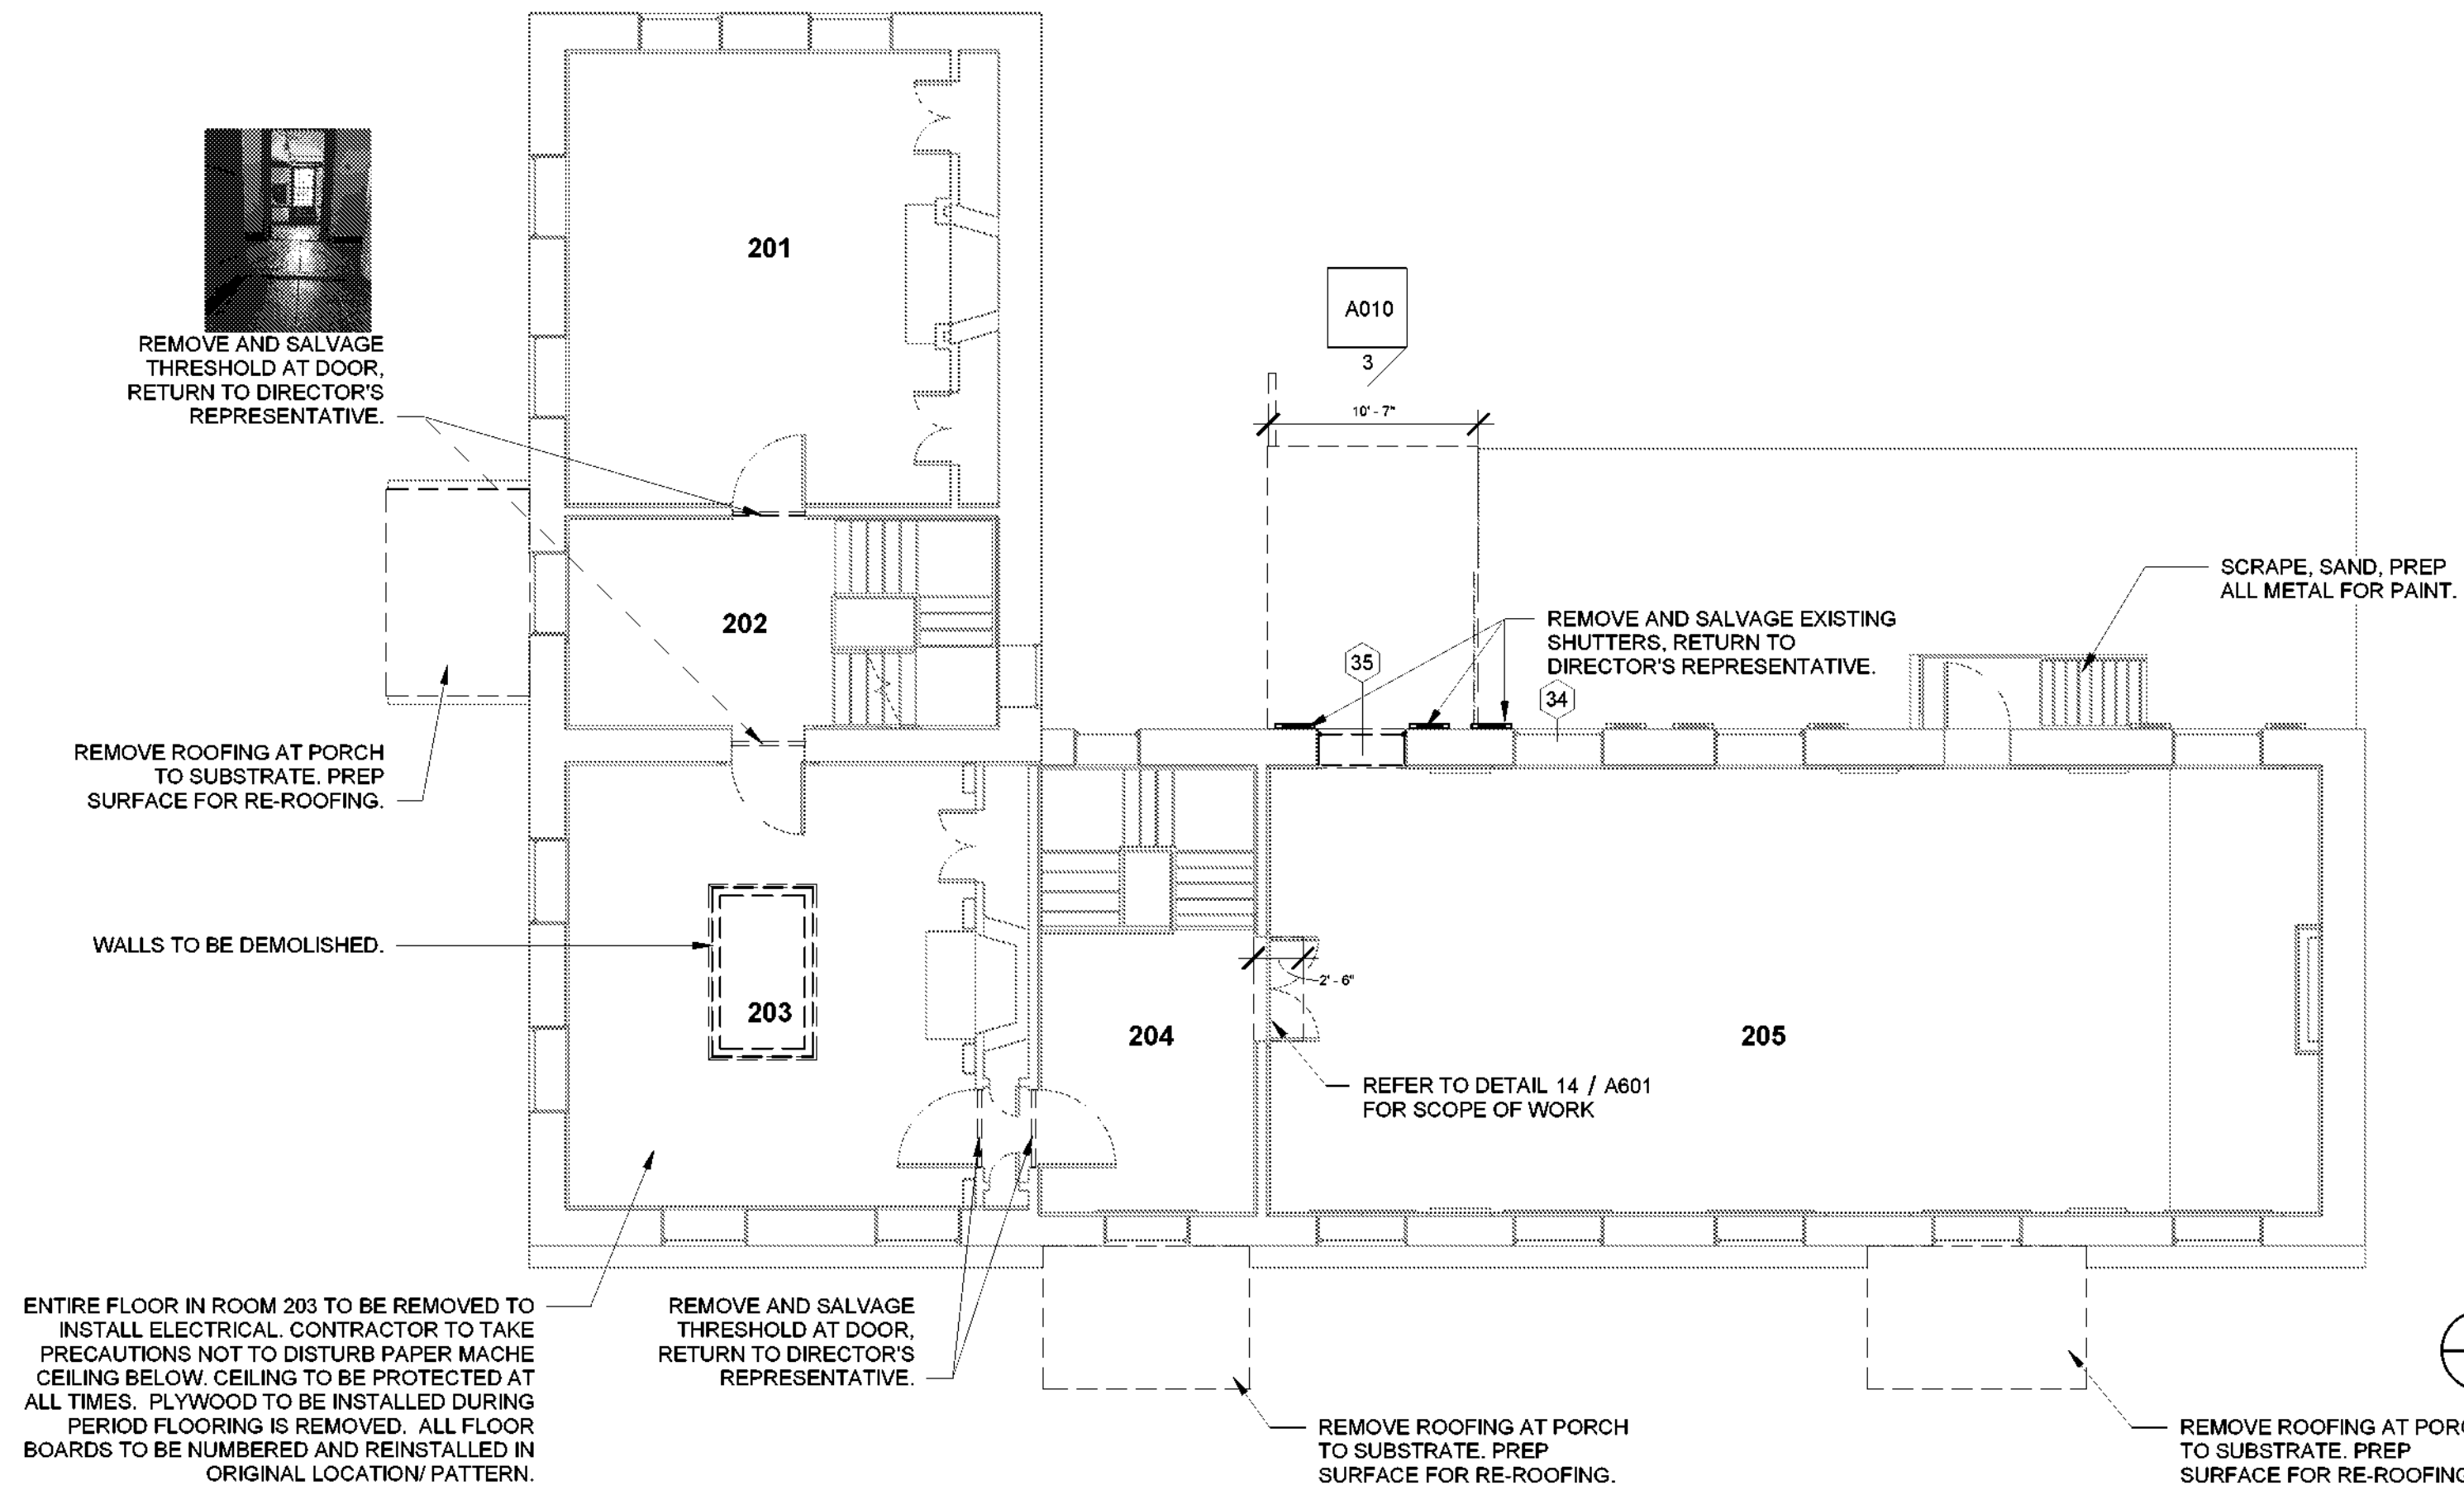 201
A010
3
10' - 7"
REMOVE AND SALVAGE
THRESHOLD AT DOOR,
RETURN TO DIRECTOR'S
REPRESENTATIVE.
SCRAPE, SAND, PREP
ALL METAL FOR PAINT.
202
REMOVE AND SALVAGE EXISTING
SHUTTERS, RETURN TO
DIRECTOR'S REPRESENTATIVE.
35
34
REMOVE ROOFING AT PORCH
TO SUBSTRATE. PREP
SURFACE FOR RE-ROOFING.
WALLS TO BE DEMOLISHED.
203
2' - 6"
204
205
REFER TO DETAIL 14 / A601
FOR SCOPE OF WORK
ENTIRE FLOOR IN ROOM 203 TO BE REMOVED TO
INSTALL ELECTRICAL. CONTRACTOR TO TAKE
PRECAUTIONS NOT TO DISTURB PAPER MACHE
CEILING BELOW. CEILING TO BE PROTECTED AT
ALL TIMES. PLYWOOD TO BE INSTALLED DURING
PERIOD FLOORING IS REMOVED. ALL FLOOR
BOARDS TO BE NUMBERED AND REINSTALLED IN
ORIGINAL LOCATION/ PATTERN.
REMOVE AND SALVAGE
THRESHOLD AT DOOR,
RETURN TO DIRECTOR'S
REPRESENTATIVE.
REMOVE ROOFING AT PORCH
TO SUBSTRATE. PREP
SURFACE FOR RE-ROOFING.
REMOVE ROOFING AT
TO SUBSTRATE. PREP
SURFACE FOR